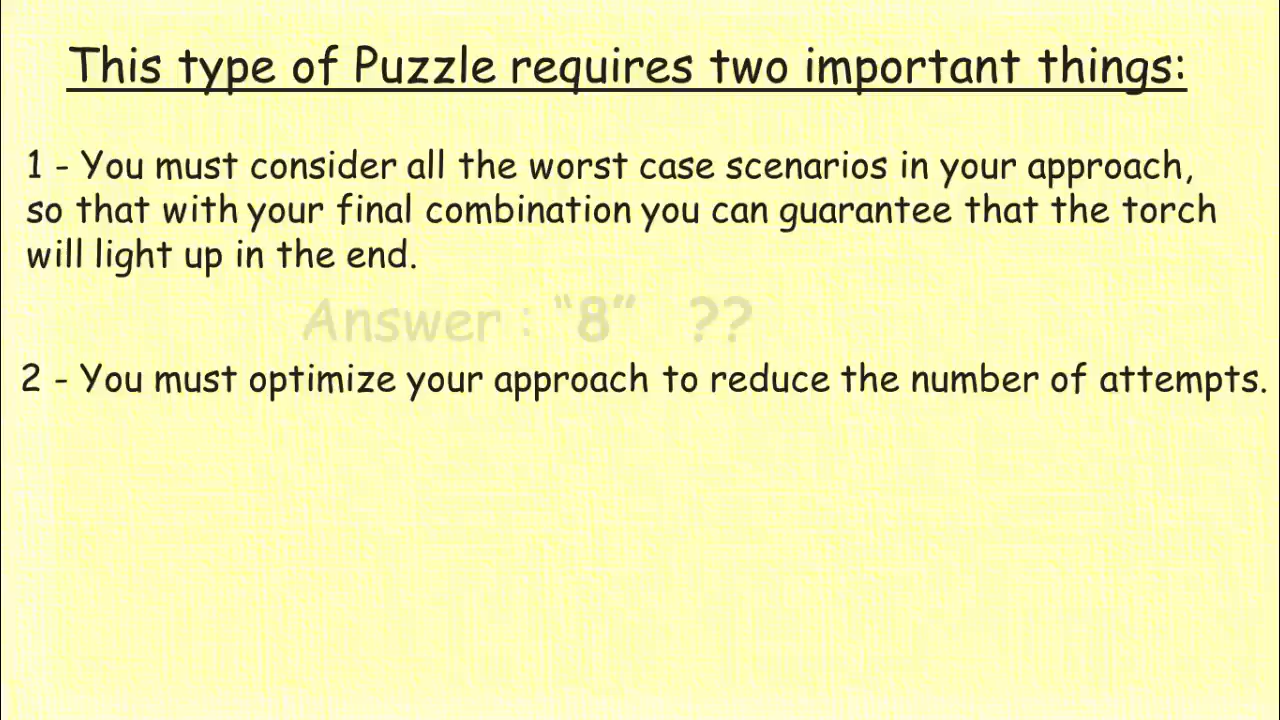 This type of Puzzle requires two important things:
1 - You must consider all the worst case scenarios in your approach,
so that with your final combination you can guarantee that the torch
will light up in the end.
Answer : “8” ??
2 - You must optimize your approach to reduce the number of attempts.